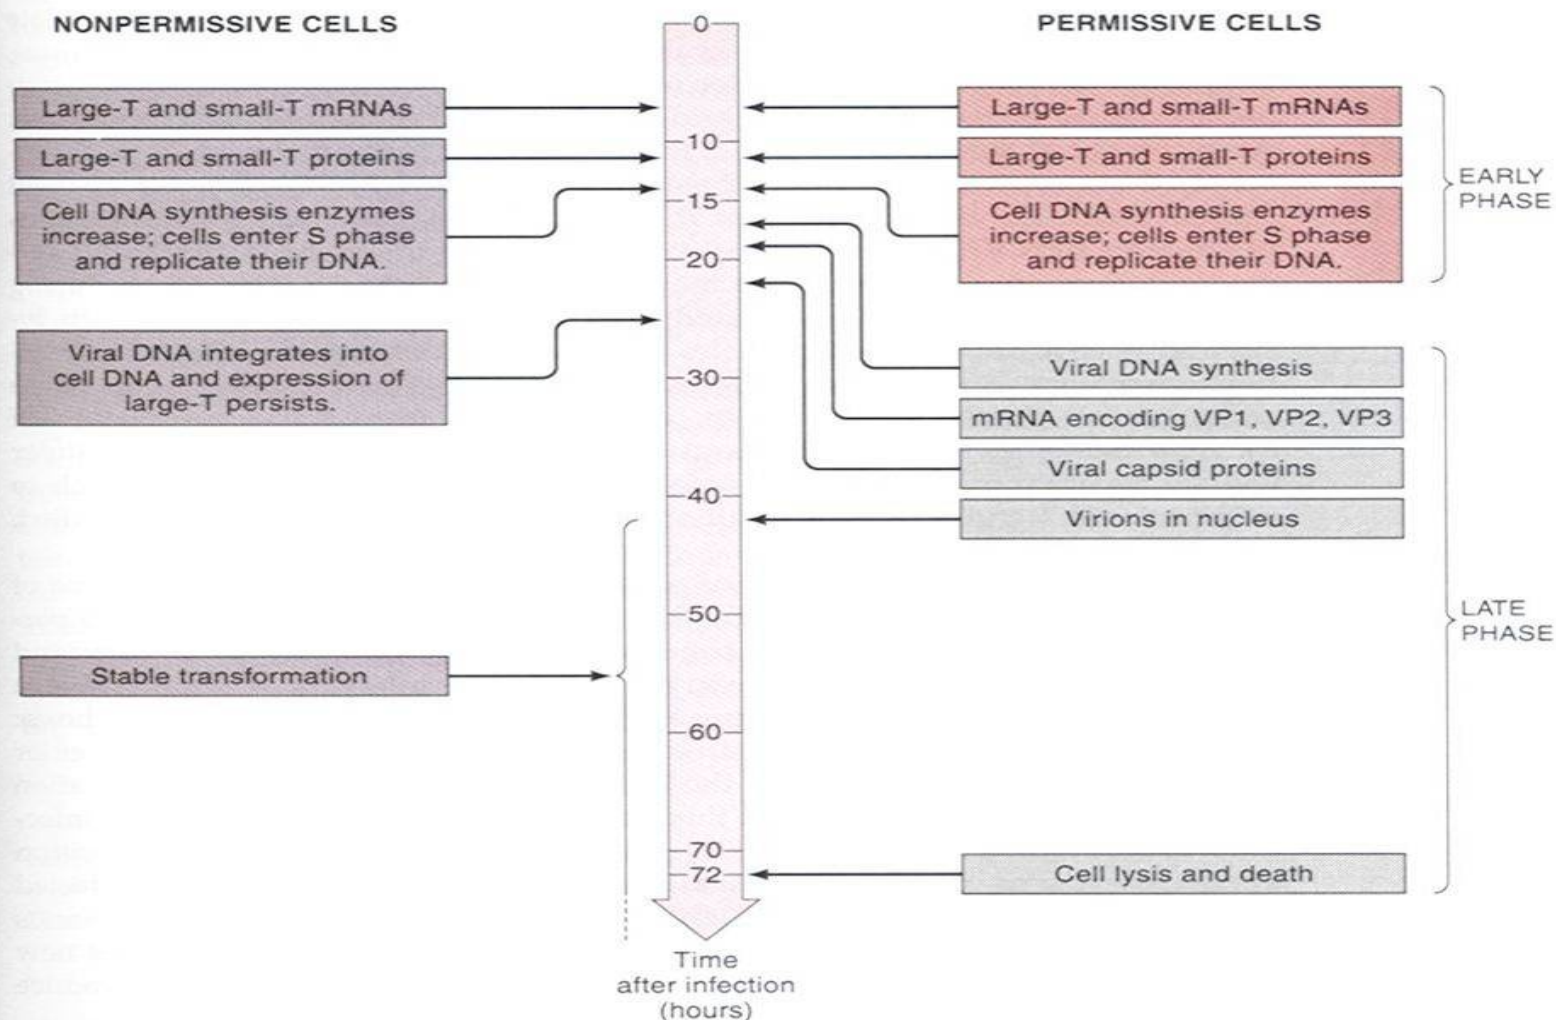 NONPERMISSIVE CELLS
Large-T and small-T mRNAs
Large-T and small-T proteins
Cell DNA synthesis enzymes
increase; cells enter S phase
and replicate their DNA.
Viral DNA integrates into
cell DNA and expression of
large-T persists.
Stable transformation
0
10
15
20
30
40
50
60
70
72
Time
after infection
(hours)
PERMISSIVE CELLS
Large-T and small-T mRNAs
Large-T and small-T proteins
Cell DNA synthesis enzymes
increase; cells enter S phase
and replicate their DNA.
EARLY
PHASE
Viral DNA synthesis
mRNA encoding VP1, VP2, VP3
Viral capsid proteins
Virions in nucleus
Cell lysis and death
LATE
PHASE